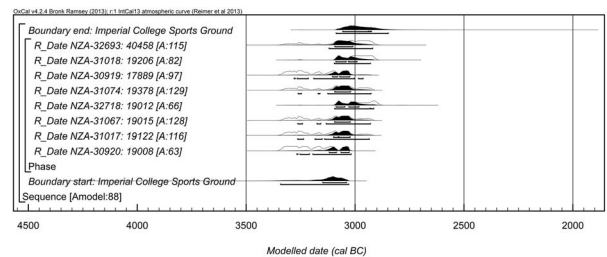 OxCal v4.2.4 Bronk Ramsey (2013); r:1 IntCal13 atmospheric curve (Reimer et al 2013)
Boundary end: Imperial College Sports Ground
R_Date NZA-32693: 40458 [A:115]
R_Date NZA-31018: 19206 [A:82]
R_Date NZA-30919: 17889 [A:97]
R_Date NZA-31074: 19378 [A:129]
R_Date NZA-32718: 19012 [A:66]
R_Date NZA-31067: 19015 [A:128]
R_Date NZA-31017: 19122 [A:116]
R_Date NZA-30920: 19008 [A:63]
Phase
Boundary start: Imperial College Sports Ground
Sequence [Amodel:88]
4500 4000 3500 3000 2500 2000
Modelled date (cal BC)